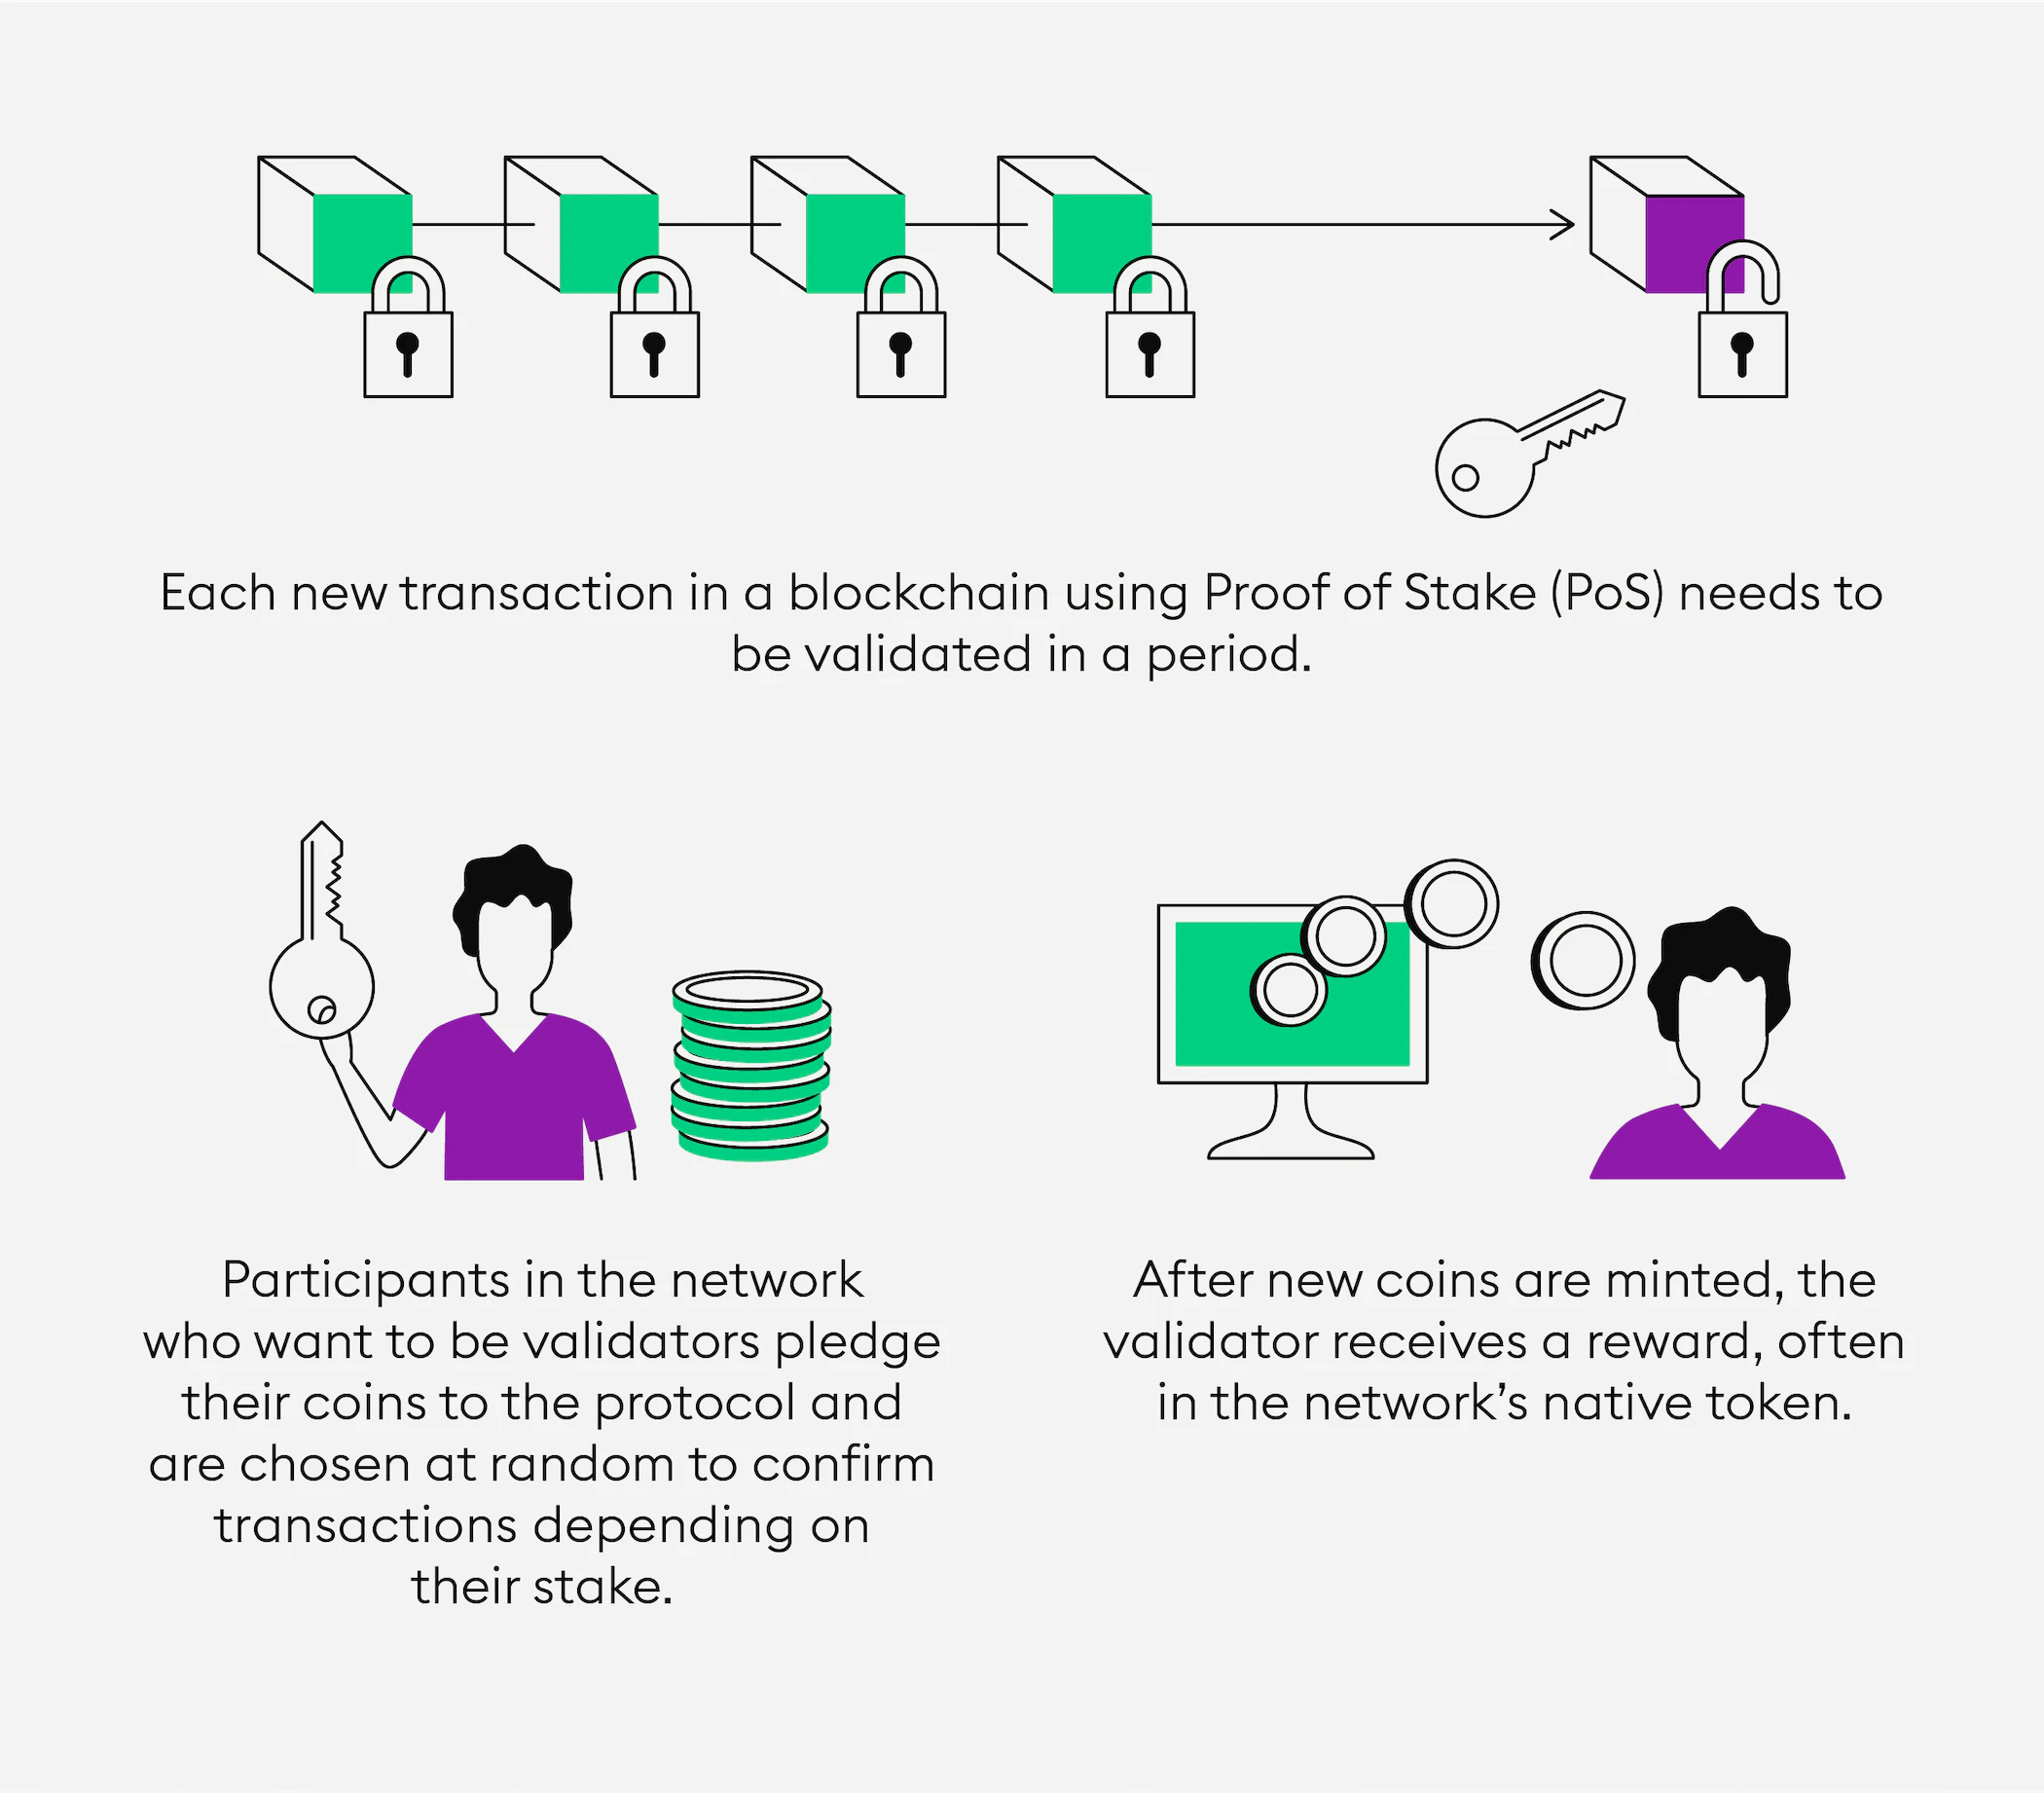 Each new transaction in a blockchain using Proof of Stake (PoS) needs to
be validated in a period.
Participants in the network
who want to be validators pledge
their coins to the protocol and
are chosen at random to confirm
transactions depending on
their stake.
After new coins are minted, the
validator receives a reward, often
in the network’s native token.